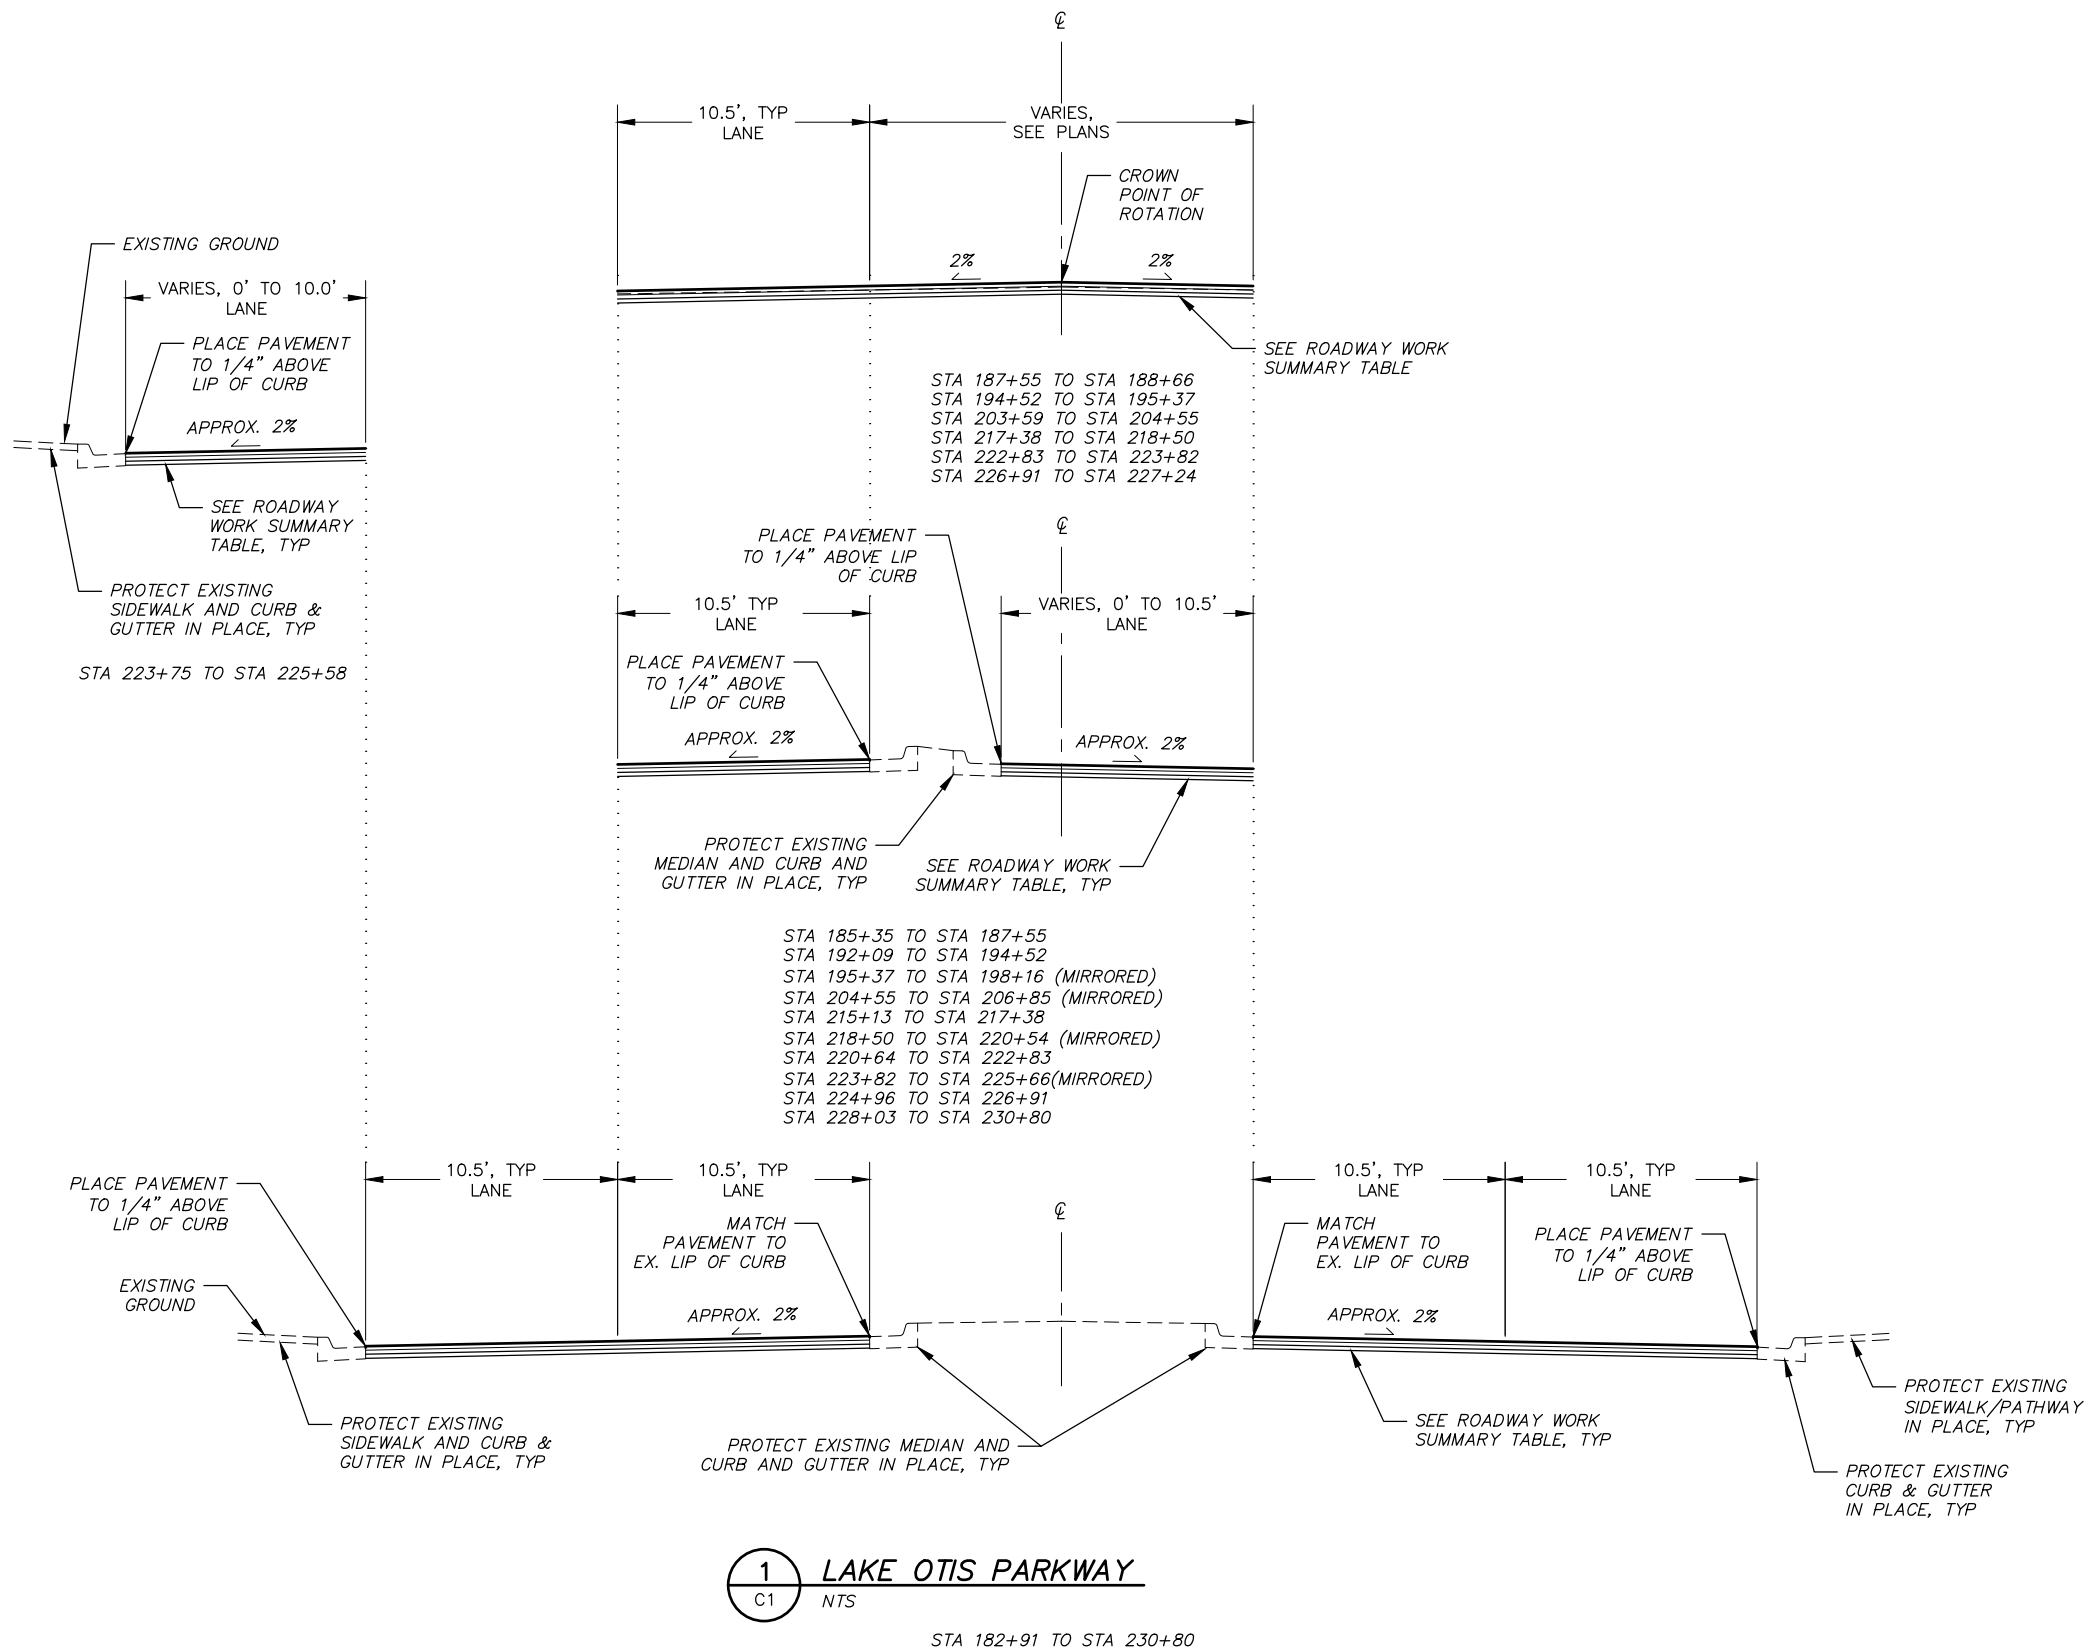 ℄
10.5', TYP
LANE
VARIES,
SEE PLANS
CROWN
POINT OF
ROTATION
2%
2%
SEE ROADWAY WORK
SUMMARY TABLE
STA 187+55 TO STA 188+66
STA 194+52 TO STA 195+37
STA 203+59 TO STA 204+55
STA 217+38 TO STA 218+50
STA 222+83 TO STA 223+82
STA 226+91 TO STA 227+24
EXISTING GROUND
VARIES, 0' TO 10.0'
LANE
PLACE PAVEMENT
TO 1/4" ABOVE
LIP OF CURB
APPROX. 2%
SEE ROADWAY
WORK SUMMARY
TABLE, TYP
PROTECT EXISTING
SIDEWALK AND CURB &
GUTTER IN PLACE, TYP
STA 223+75 TO STA 225+58
℄
PLACE PAVEMENT
TO 1/4" ABOVE LIP
OF CURB
10.5' TYP
LANE
VARIES, 0' TO 10.5'
LANE
PLACE PAVEMENT
TO 1/4" ABOVE
LIP OF CURB
APPROX. 2%
APPROX. 2%
PROTECT EXISTING
MEDIAN AND CURB AND
GUTTER IN PLACE, TYP
SEE ROADWAY WORK
SUMMARY TABLE, TYP
STA 185+35 TO STA 187+55
STA 192+09 TO STA 194+52
STA 195+37 TO STA 198+16 (MIRRORED)
STA 204+55 TO STA 206+85 (MIRRORED)
STA 215+13 TO STA 217+38
STA 218+50 TO STA 220+54 (MIRRORED)
STA 220+64 TO STA 222+83
STA 223+82 TO STA 225+66(MIRRORED)
STA 224+96 TO STA 226+91
STA 228+03 TO STA 230+80
PLACE PAVEMENT
TO 1/4" ABOVE
LIP OF CURB
10.5', TYP
LANE
10.5', TYP
LANE
10.5', TYP
LANE
10.5', TYP
LANE
℄
MATCH
PAVEMENT TO
EX. LIP OF CURB
MATCH
PAVEMENT TO
EX. LIP OF CURB
PLACE PAVEMENT
TO 1/4" ABOVE
LIP OF CURB
EXISTING
GROUND
APPROX. 2%
APPROX. 2%
PROTECT EXISTING
SIDEWALK AND CURB &
GUTTER IN PLACE, TYP
PROTECT EXISTING MEDIAN AND
CURB AND GUTTER IN PLACE, TYP
SEE ROADWAY WORK
SUMMARY TABLE, TYP
PROTECT EXISTING
SIDEWALK/PATHWAY
IN PLACE, TYP
PROTECT EXISTING
CURB & GUTTER
IN PLACE, TYP
1
C1
LAKE OTIS PARKWAY
NTS
STA 182+91 TO STA 230+80